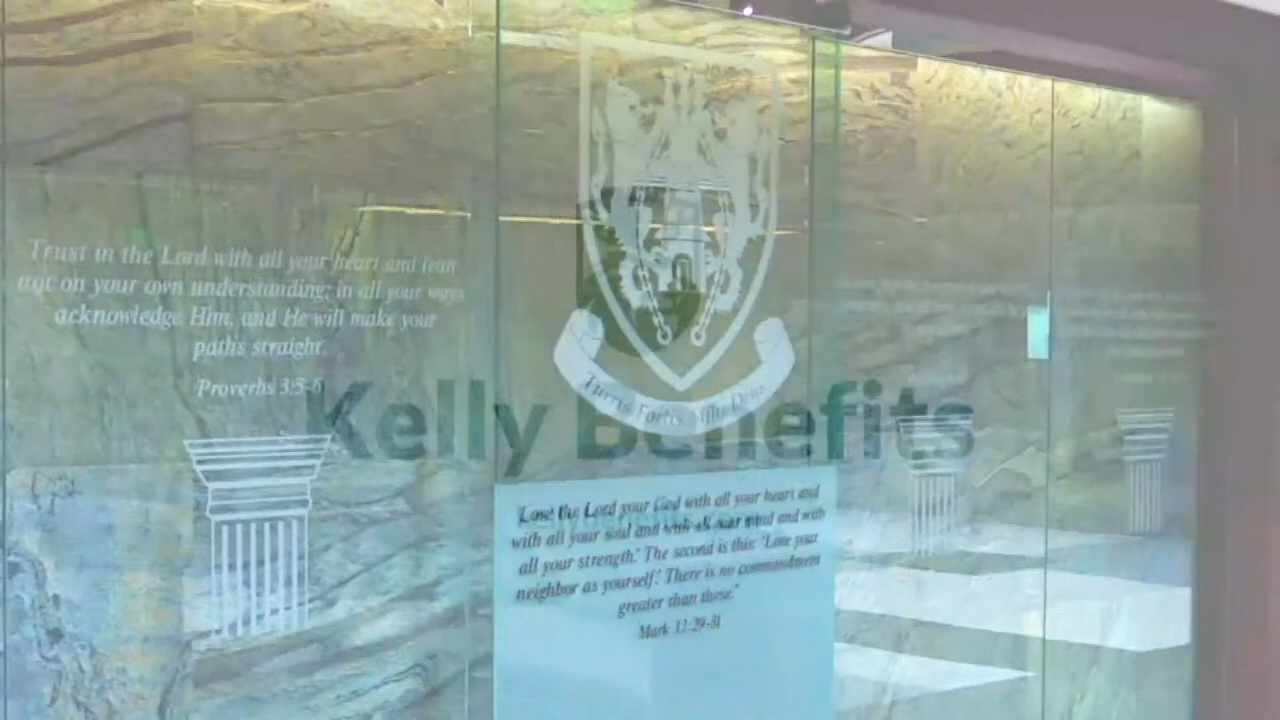 Trust in the Lord with all your heart and lean
not on your own understanding; in all your ways
acknowledge Him, and He will make your
paths straight.
Proverbs 3:5-6
Turris Fortis Mihi Deus
Kelly Benefits
'Love the Lord your God with all your heart and
with all your soul and with all your mind and with
all your strength.' The second is this: 'Love your
neighbor as yourself.' There is no commandment
greater than these."
Mark 12:29-31